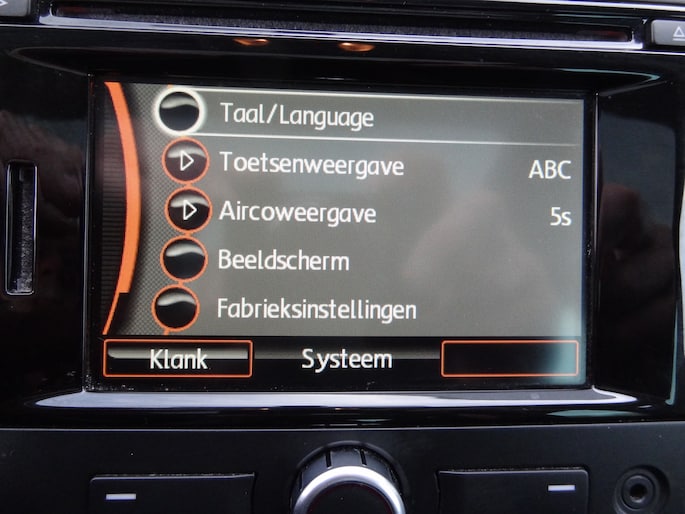 Taal/Language
Toetsenweergave ABC
Aircoweergave 5s
Beeldscherm
Fabrieksinstellingen
Klank Systeem